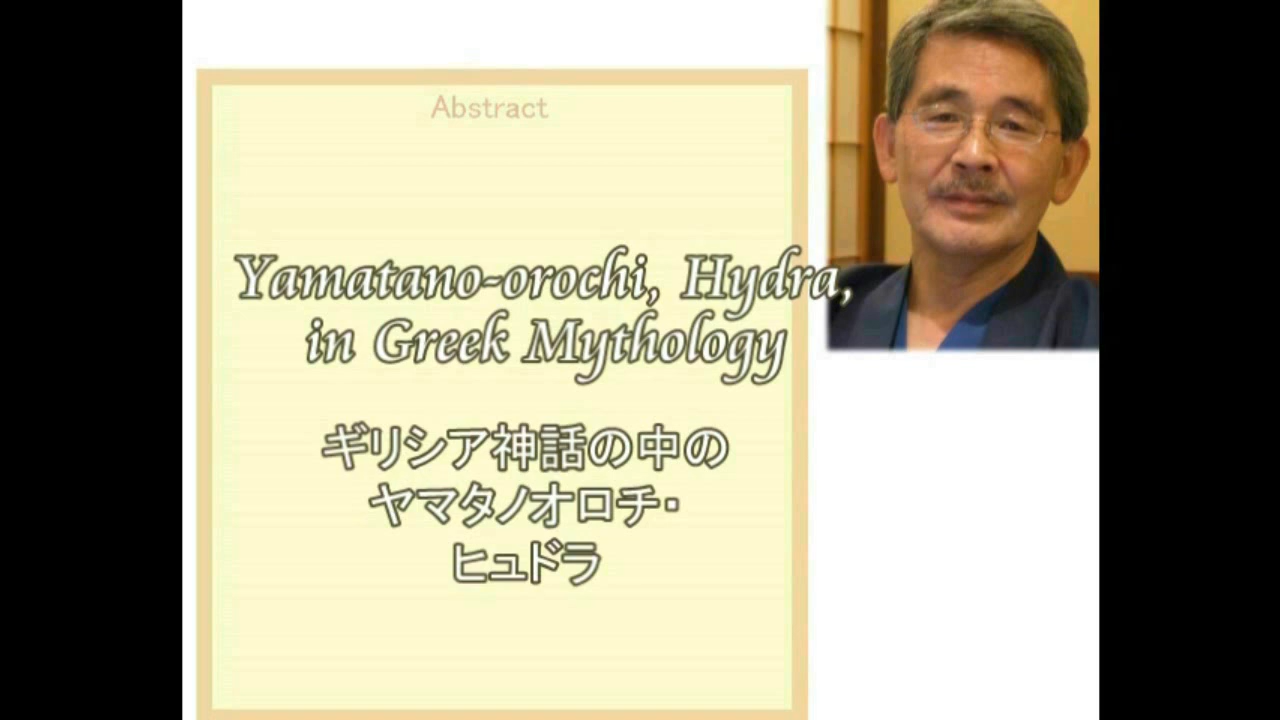 Abstract
Yamatano-orochi, Hydra,
in Greek Mythology
ギリシア神話の中の
ヤマタノオロチ・
ヒュドラ